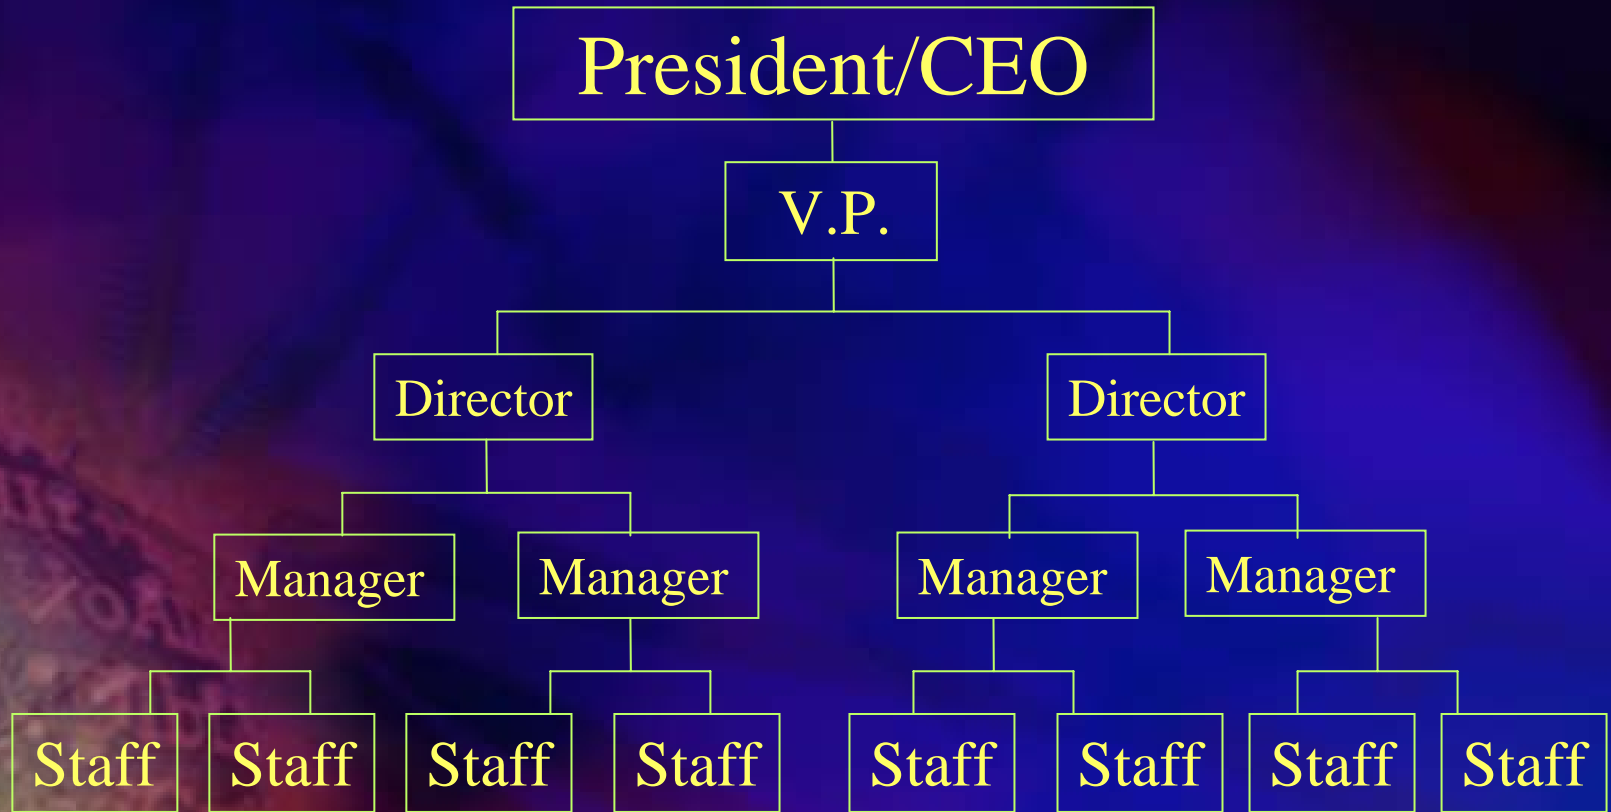 President/CEO
V.P.
Director
Director
Manager
Manager
Manager
Manager
Staff
Staff
Staff
Staff
Staff
Staff
Staff
Staff